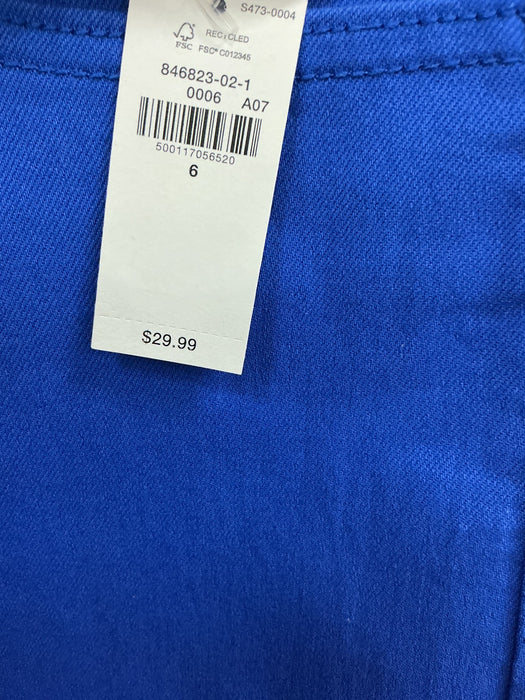 S473-0004
RECYCLED
FSC FSC® C012345
846823-02-1
0006 A07
500117056520
6
$29.99